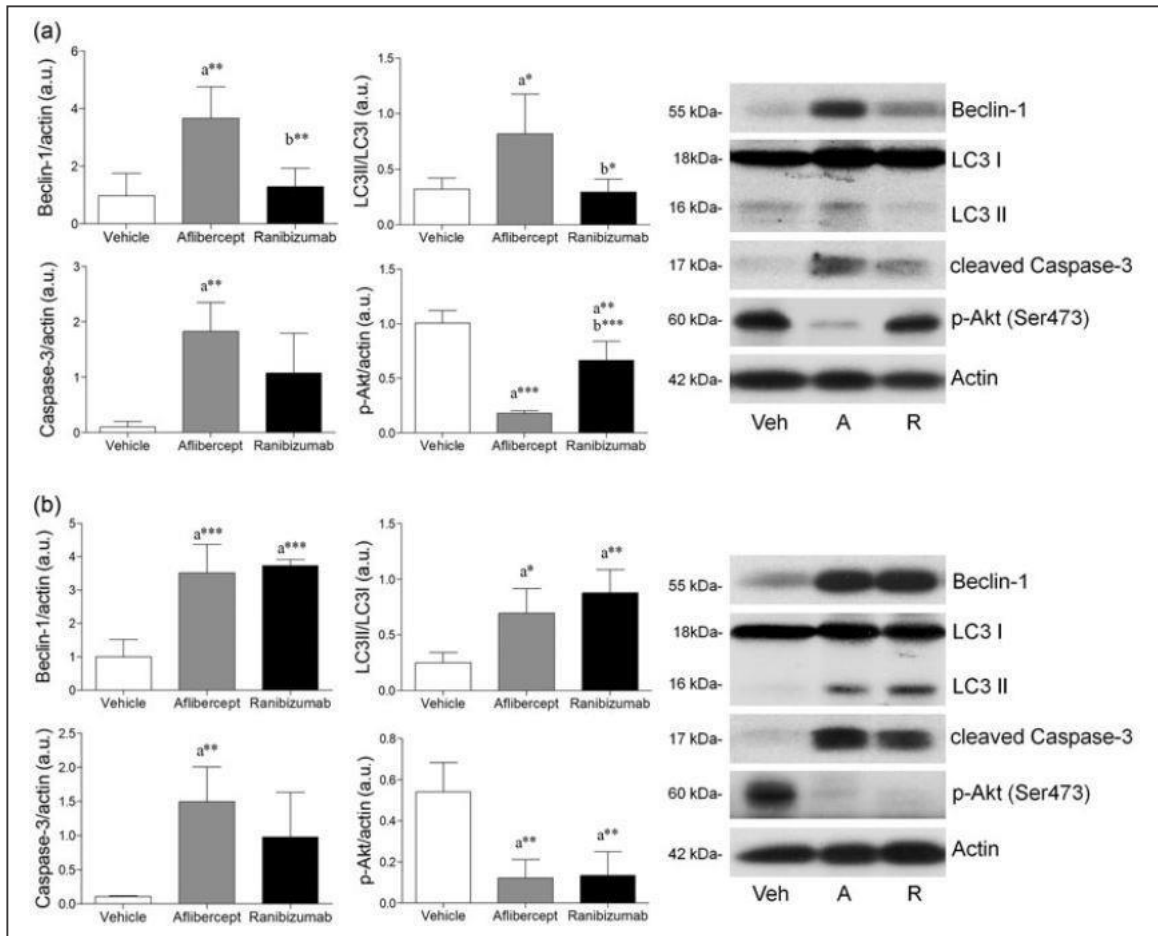 (a)
Beclin-1/actin (a.u.)
6
4
2
0
a**
b**
Vehicle
Aflibercept
Ranibizumab
LC3II/LC3I (a.u.)
1.5
1.0
0.5
0.0
a*
b*
Vehicle
Aflibercept
Ranibizumab
Caspase-3/actin (a.u.)
3
2
1
0
a**
Vehicle
Aflibercept
Ranibizumab
p-Akt/actin (a.u.)
1.5
1.0
0.5
0.0
a***
a**
b***
Vehicle
Aflibercept
Ranibizumab
55 kDa- Beclin-1
18kDa- LC3 I
16 kDa- LC3 II
17 kDa- cleaved Caspase-3
60 kDa- p-Akt (Ser473)
42 kDa- Actin
Veh A R
(b)
Beclin-1/actin (a.u.)
5
4
3
2
1
0
a***
a***
Vehicle
Aflibercept
Ranibizumab
LC3II/LC3I (a.u.)
1.5
1.0
0.5
0.0
a*
a**
Vehicle
Aflibercept
Ranibizumab
Caspase-3/actin (a.u.)
2.5
2.0
1.5
1.0
0.5
0.0
a**
Vehicle
Aflibercept
Ranibizumab
p-Akt/actin (a.u.)
0.8
0.6
0.4
0.2
0.0
a**
a**
Vehicle
Aflibercept
Ranibizumab
55 kDa- Beclin-1
18kDa- LC3 I
16 kDa- LC3 II
17 kDa- cleaved Caspase-3
60 kDa- p-Akt (Ser473)
42 kDa- Actin
Veh A R